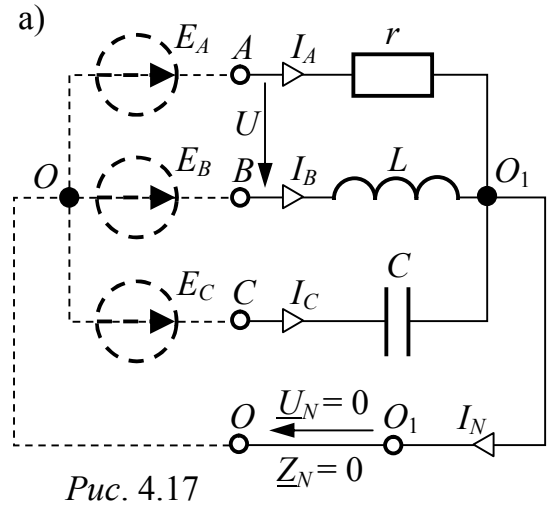 а)
E_A A I_A r
U
O E_B B I_B L O_1
E_C C I_C C
O U_N = 0 O_1 I_N
Z_N = 0
Рис. 4.17